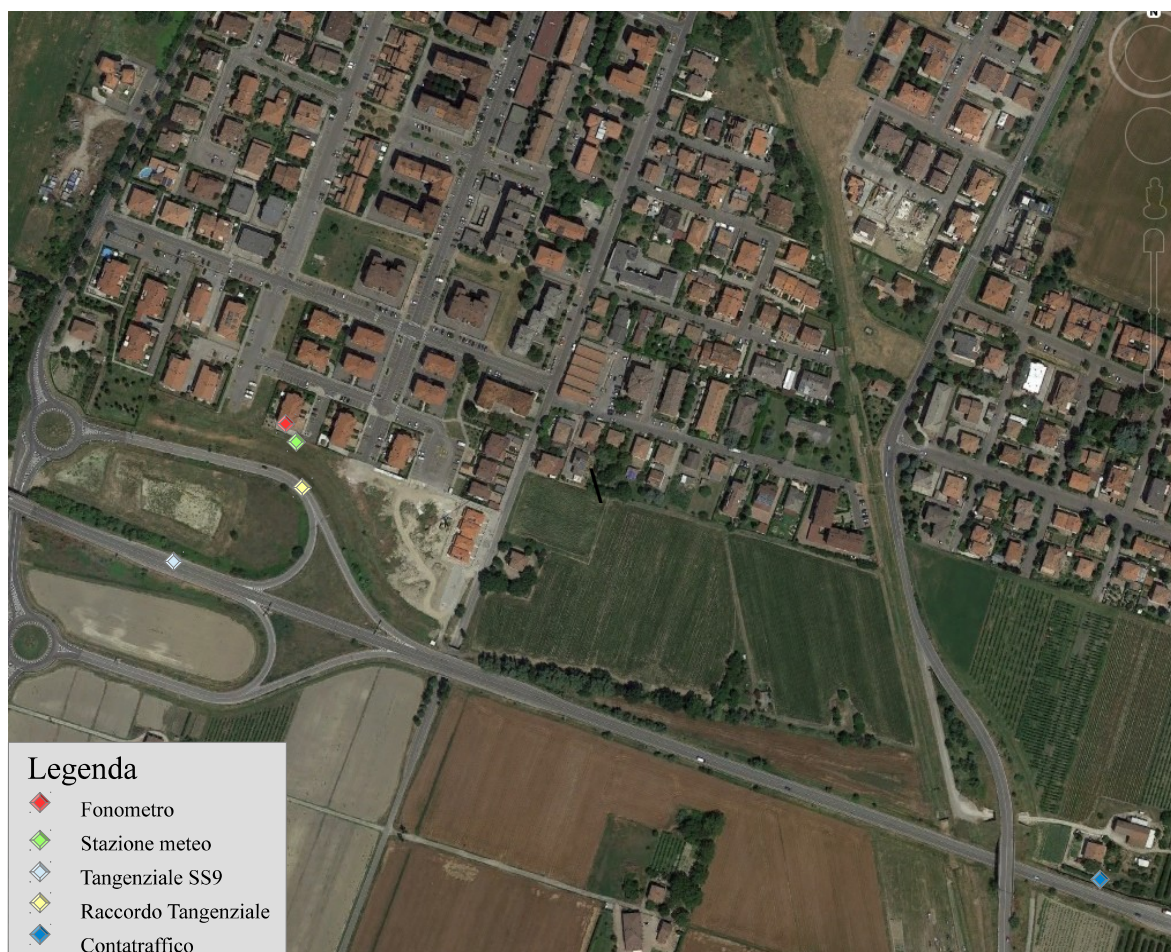 N
Legenda
Fonometro
Stazione meteo
Tangenziale SS9
Raccordo Tangenziale
Contatraffico